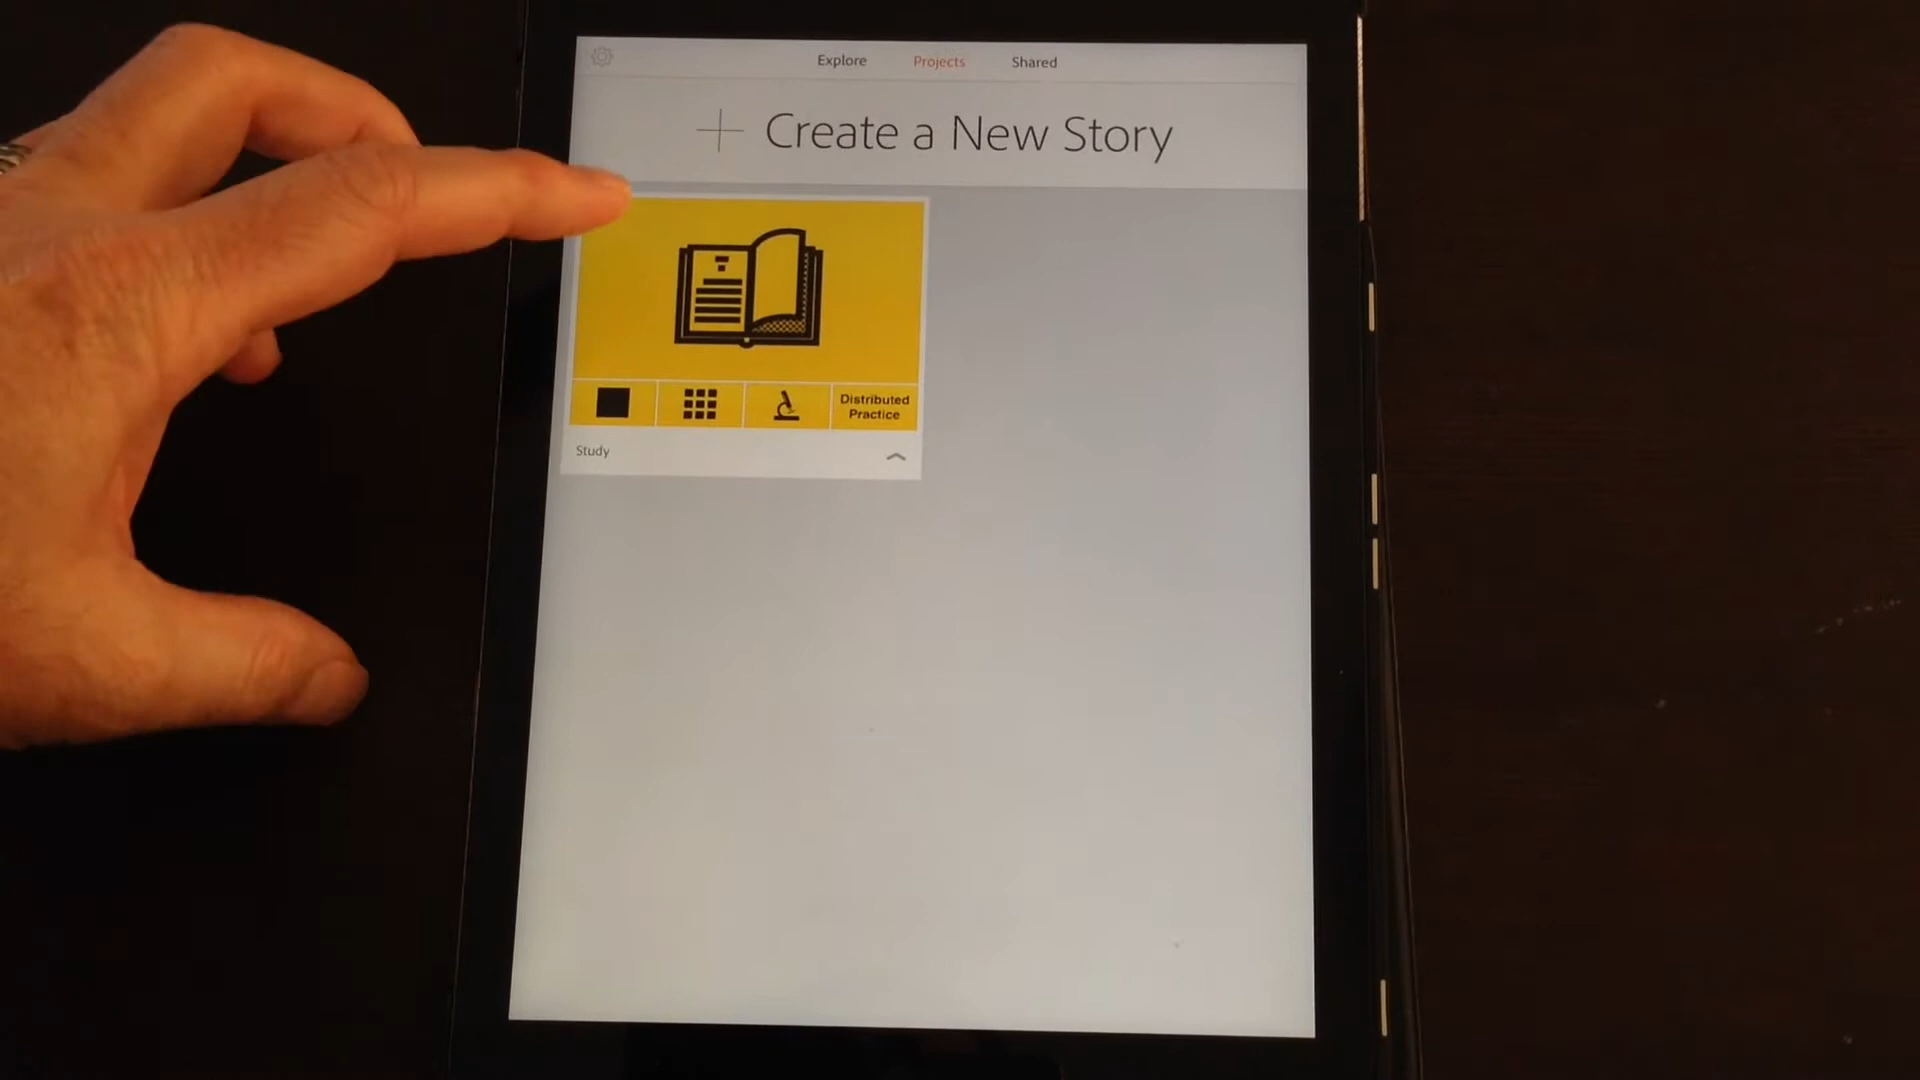 Explore Projects Shared
Create a New Story
Distributed
Practice
Study